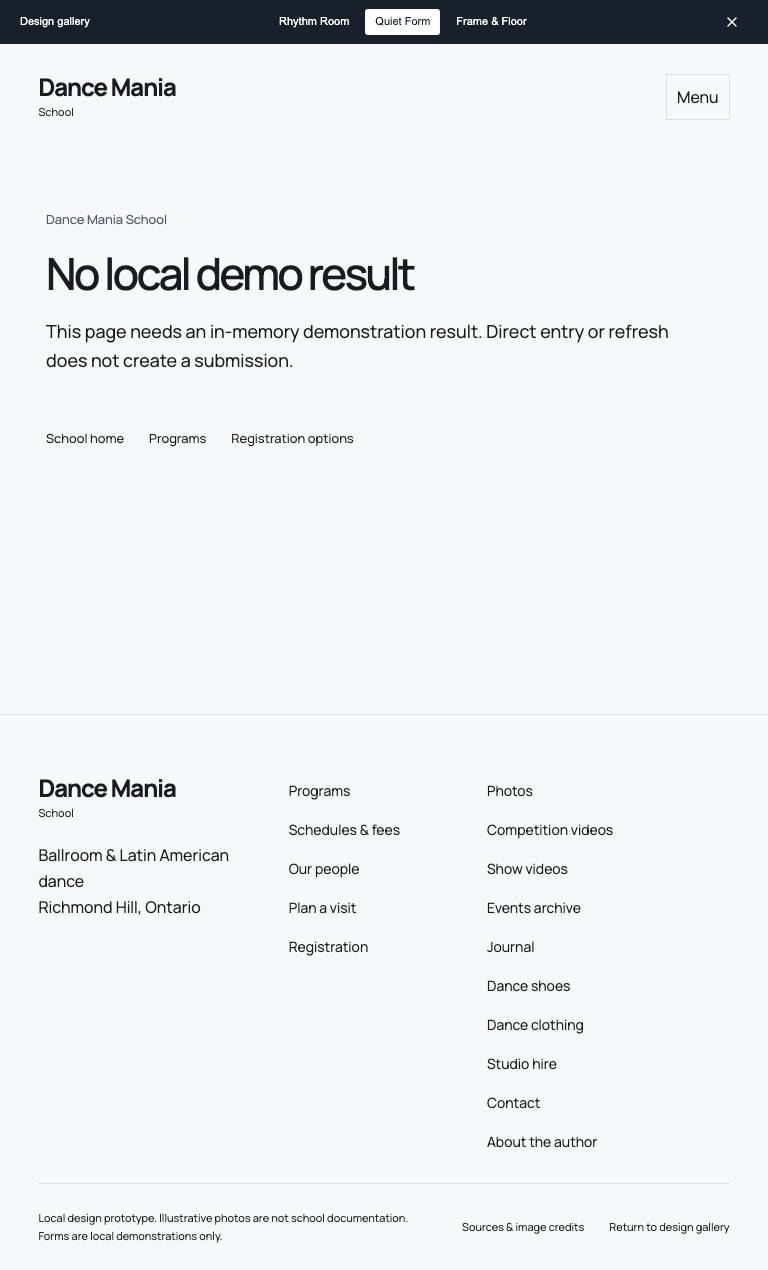 Design gallery
Rhythm Room
Quiet Form
Frame & Floor
Dance Mania
School
Menu
Dance Mania School
No local demo result
This page needs an in-memory demonstration result. Direct entry or refresh
does not create a submission.
School home
Programs
Registration options
Dance Mania
School
Ballroom & Latin American
dance
Richmond Hill, Ontario
Programs
Schedules & fees
Our people
Plan a visit
Registration
Photos
Competition videos
Show videos
Events archive
Journal
Dance shoes
Dance clothing
Studio hire
Contact
About the author
Local design prototype. Illustrative photos are not school documentation.
Forms are local demonstrations only.
Sources & image credits
Return to design gallery